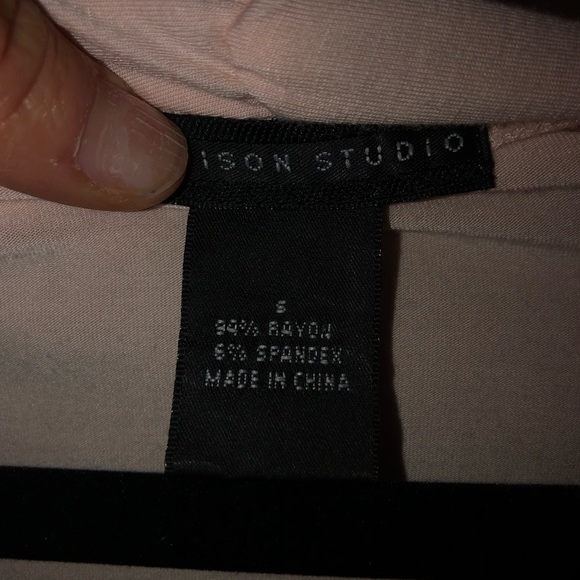 ISON STUDIO
S
94% RAYON
6% SPANDEX
MADE IN CHINA